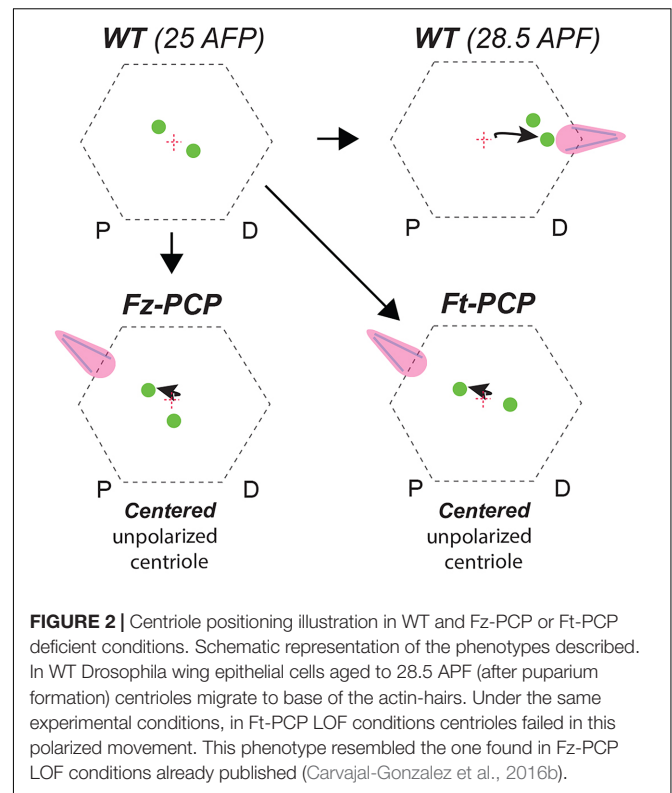 WT (25 AFP)
WT (28.5 APF)
P
D
P
D
Fz-PCP
Ft-PCP
P
D
P
D
Centered
unpolarized
centriole
Centered
unpolarized
centriole
FIGURE 2 | Centriole positioning illustration in WT and Fz-PCP or Ft-PCP
deficient conditions. Schematic representation of the phenotypes described.
In WT Drosophila wing epithelial cells aged to 28.5 APF (after puparium
formation) centrioles migrate to base of the actin-hairs. Under the same
experimental conditions, in Ft-PCP LOF conditions centrioles failed in this
polarized movement. This phenotype resembled the one found in Fz-PCP
LOF conditions already published (Carvajal-Gonzalez et al., 2016b).